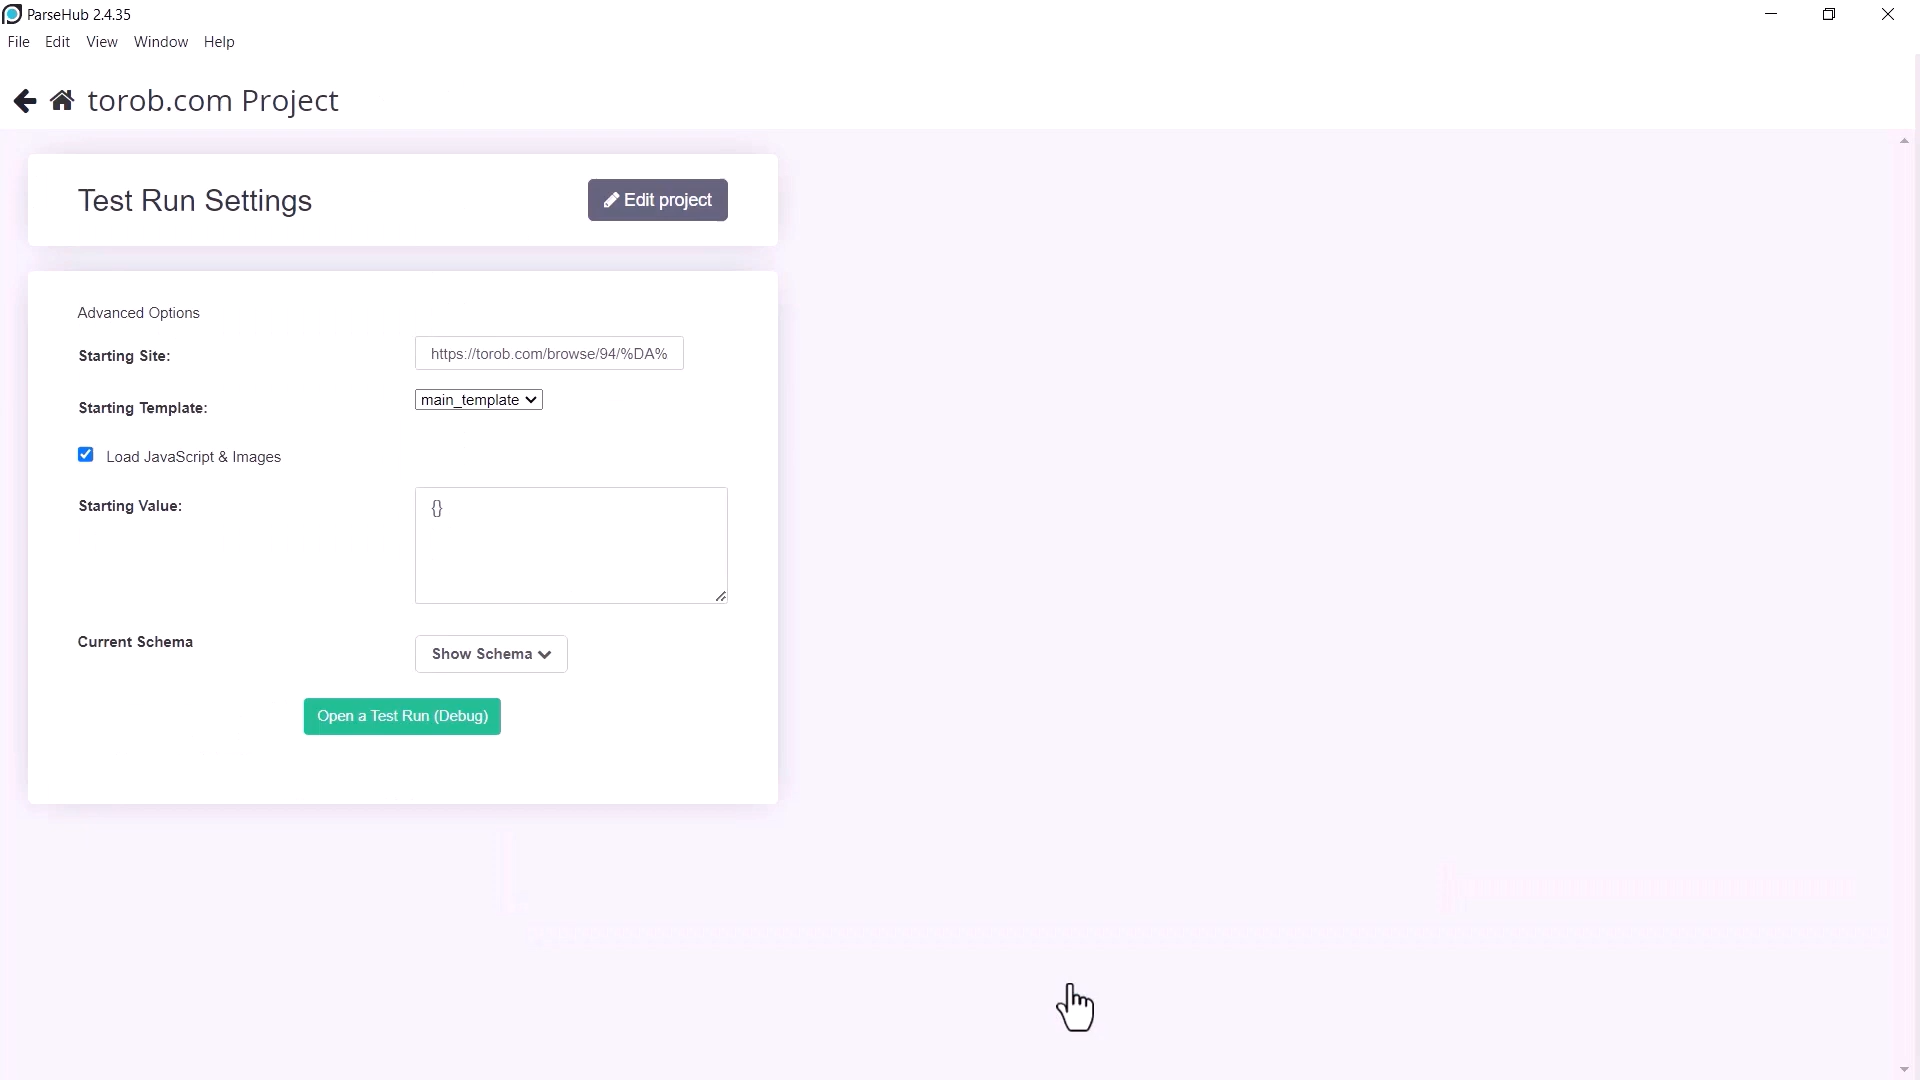 ParseHub 2.4.35
File Edit View Window Help
torob.com Project
Test Run Settings
Edit project
Advanced Options
Starting Site:
https://torob.com/browse/94/%DA%
Starting Template:
main_template
Load JavaScript & Images
Starting Value:
{}
Current Schema
Show Schema
Open a Test Run (Debug)